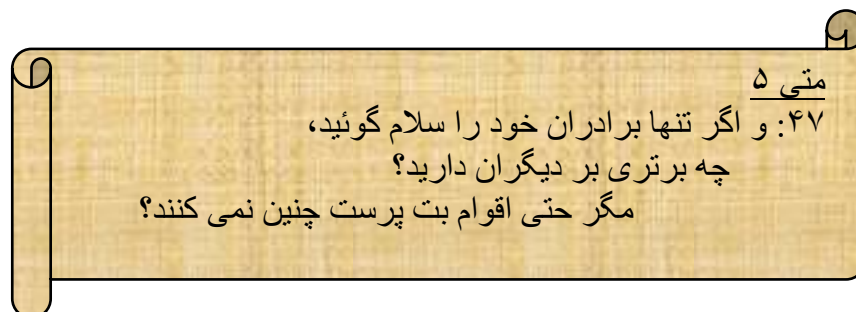 متی ۵
۴۷: و اگر تنها برادران خود را سلام گوئید،
چه برتری بر دیگران دارید؟
مگر حتی اقوام بت پرست چنین نمی کنند؟